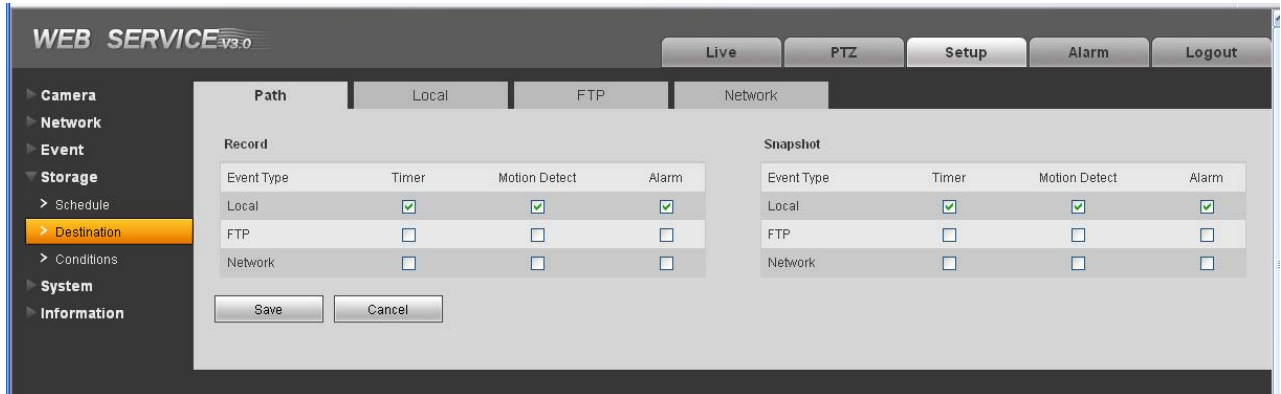 WEB SERVICE V3.0
Live PTZ Setup Alarm Logout
Camera
Network
Event
Storage
> Schedule
> Destination
> Conditions
System
Information
Path Local FTP Network
Record
Event Type Timer Motion Detect Alarm
Local
FTP
Network
Save Cancel
Snapshot
Event Type Timer Motion Detect Alarm
Local
FTP
Network